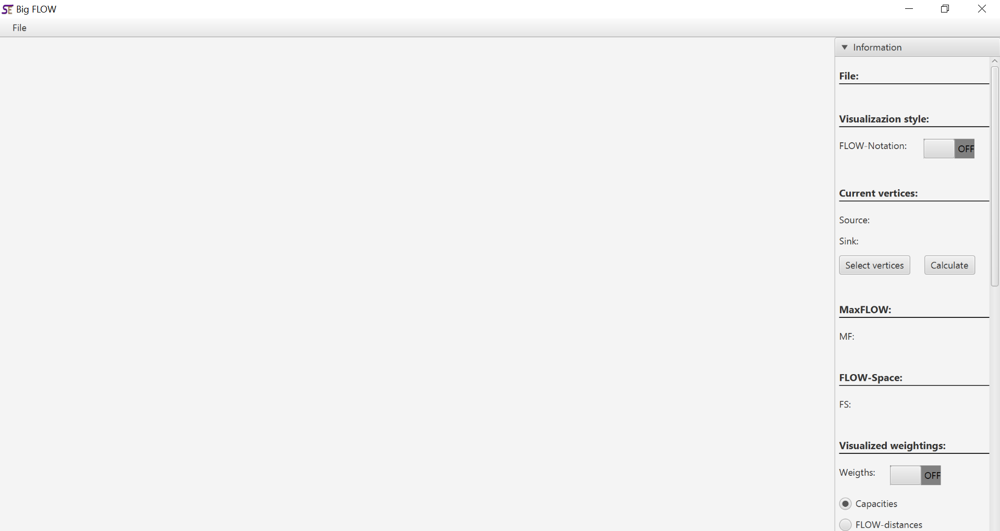 SE Big FLOW
File
Information
File:
Visualizazion style:
FLOW-Notation: OFF
Current vertices:
Source:
Sink:
Select vertices Calculate
MaxFLOW:
MF:
FLOW-Space:
FS:
Visualized weightings:
Weigths: OFF
Capacities
FLOW-distances